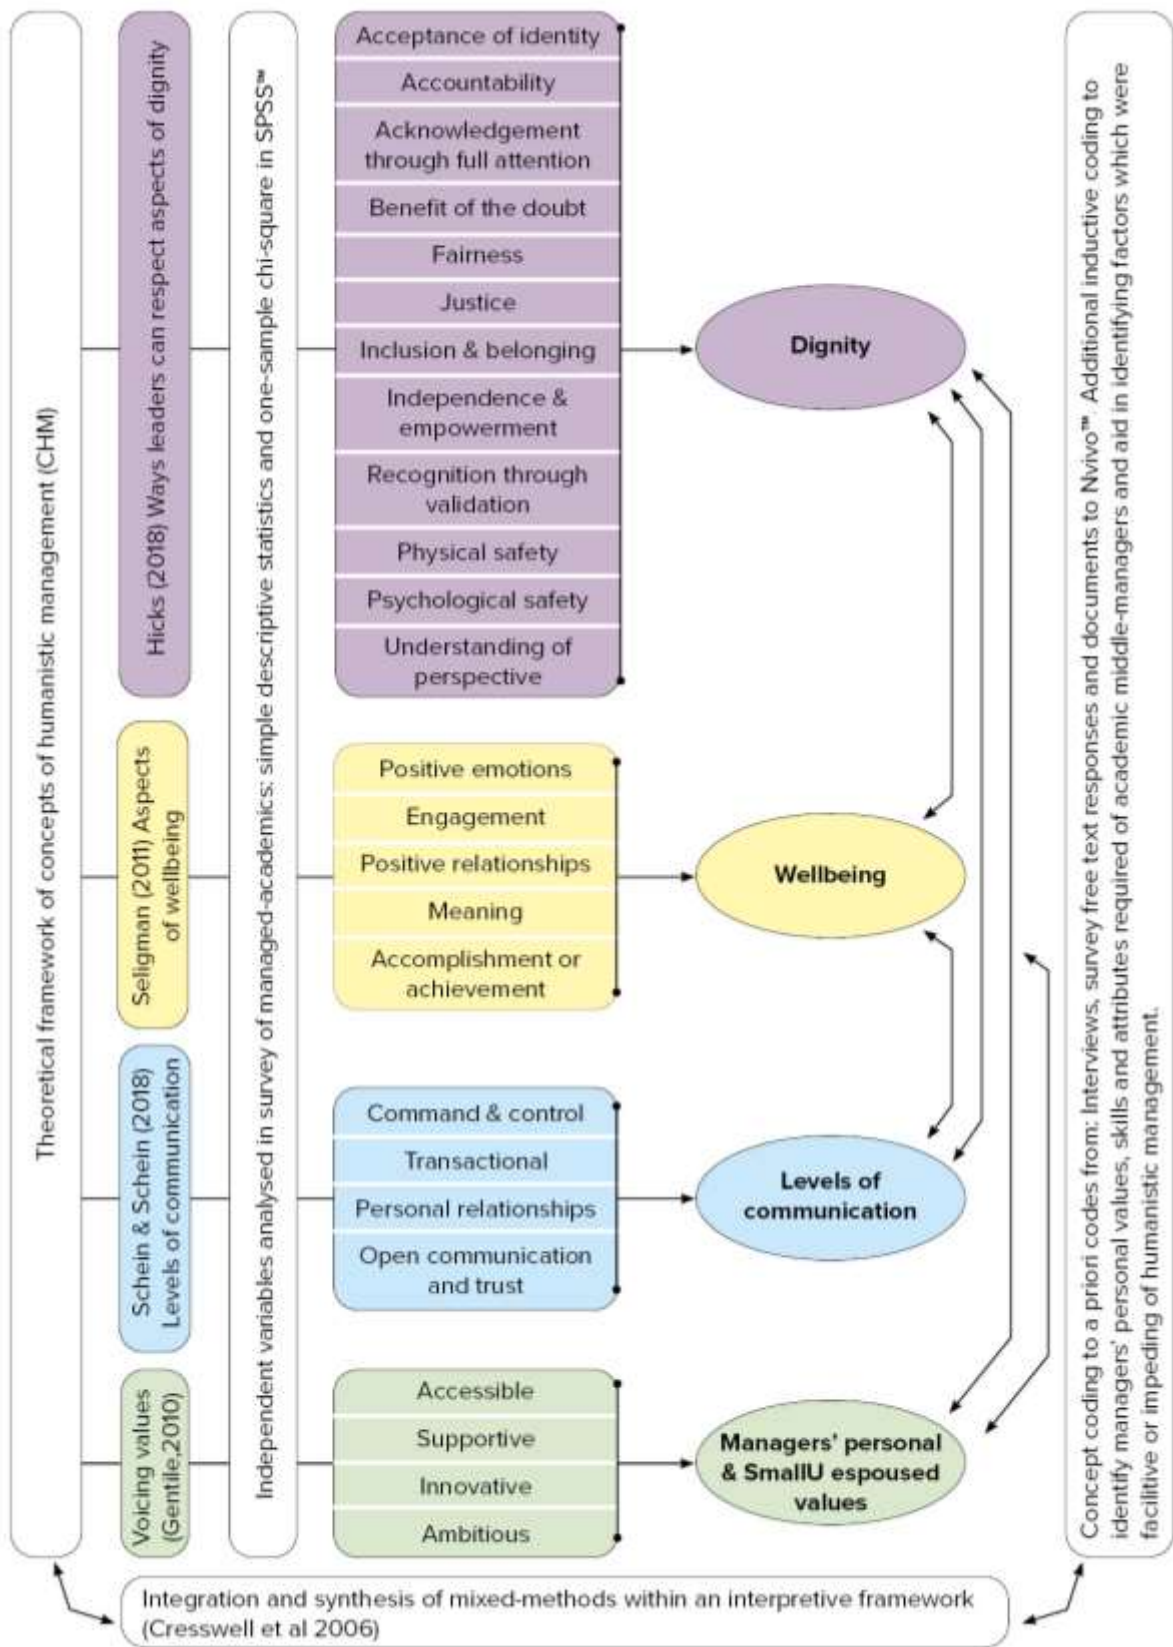 Theoretical framework of concepts of humanistic management (CHM)
Hicks (2018) Ways leaders can respect aspects of dignity
Seligman (2011) Aspects
of wellbeing
Schein & Schein (2018)
Levels of communication
Voicing values
(Gentile,2010)
Independent variables analysed in survey of managed-academics: simple descriptive statistics and one-sample chi-square in SPSS™
Acceptance of identity
Accountability
Acknowledgement
through full attention
Benefit of the doubt
Fairness
Justice
Inclusion & belonging
Independence &
empowerment
Recognition through
validation
Physical safety
Psychological safety
Understanding of
perspective
Positive emotions
Engagement
Positive relationships
Meaning
Accomplishment or
achievement
Command & control
Transactional
Personal relationships
Open communication
and trust
Accessible
Supportive
Innovative
Ambitious
Dignity
Wellbeing
Levels of
communication
Managers' personal
& SmallU espoused
values
Concept coding to a priori codes from: Interviews, survey free text responses and documents to Nvivo™. Additional inductive coding to
identify managers' personal values, skills and attributes required of academic middle-managers and aid in identifying factors which were
facilitive or impeding of humanistic management.
Integration and synthesis of mixed-methods within an interpretive framework
(Cresswell et al 2006)